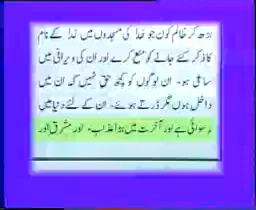 بڑھ کر ظالم کون جو خدا کی مسجدوں میں خدا کے نام
کا ذکر کئے جانے کو منع کرے اور ان کی ویرانی میں
ساعی ہو۔ ان لوگوں کو کچھ حق نہیں کہ ان میں
داخل ہوں مگر ڈرتے ہوئے۔ ان کے لئے دنیا میں
رسوائی ہے اور آخرت میں بڑا عذاب۔ اور مشرق اور